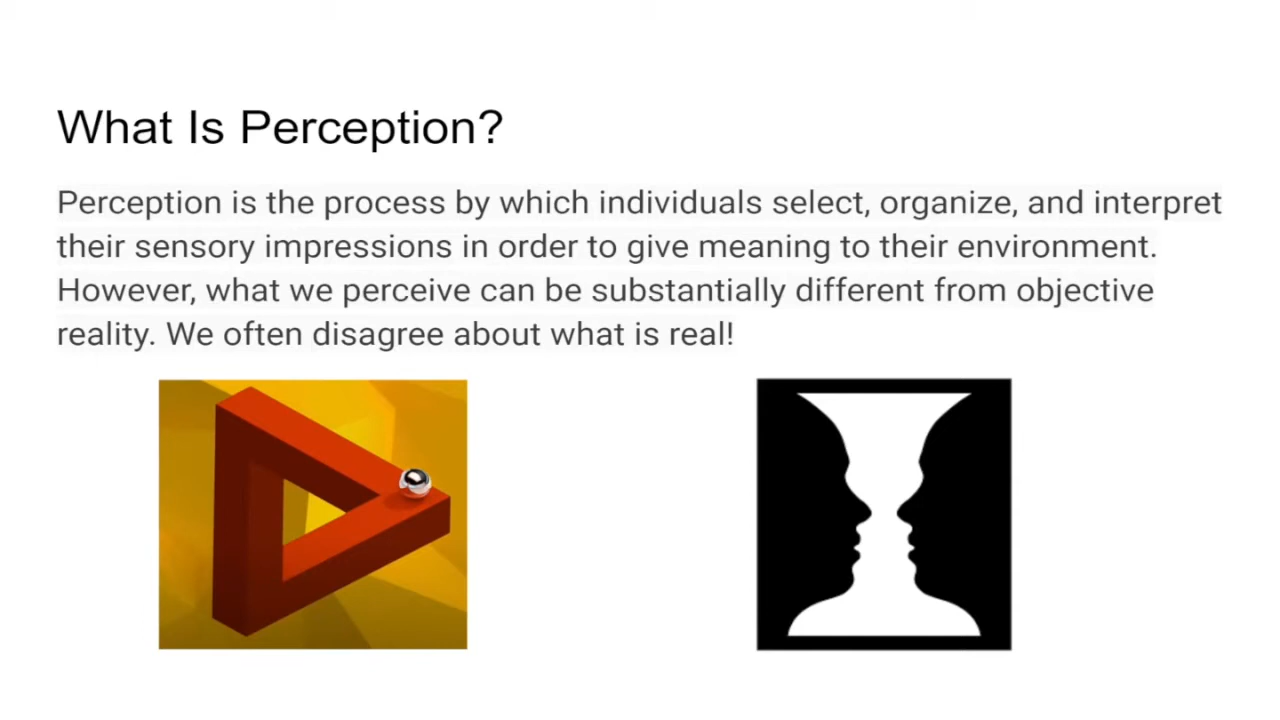 What Is Perception?
Perception is the process by which individuals select, organize, and interpret
their sensory impressions in order to give meaning to their environment.
However, what we perceive can be substantially different from objective
reality. We often disagree about what is real!